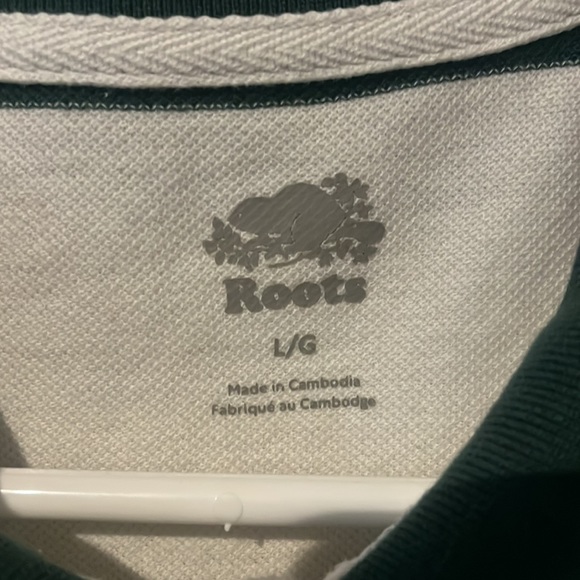 Roots
L/G
Made in Cambodia
Fabriqué au Cambodge